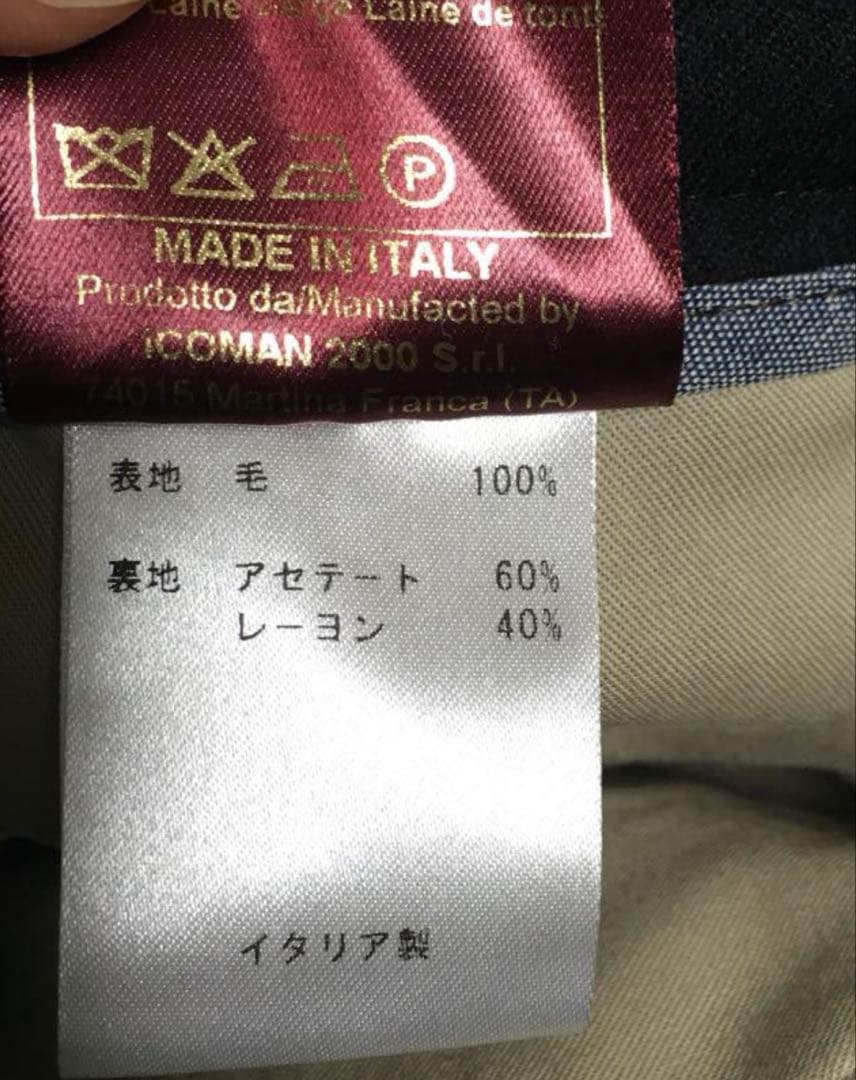 Laine Vierge Laine de tonte
P
MADE IN ITALY
Prodotto da/Manufacted by
ICOMAN 2000 S.r.l.
74015 Martina Franca (TA)
表地 毛 100%
裏地 アセテート 60%
レーヨン 40%
イタリア製